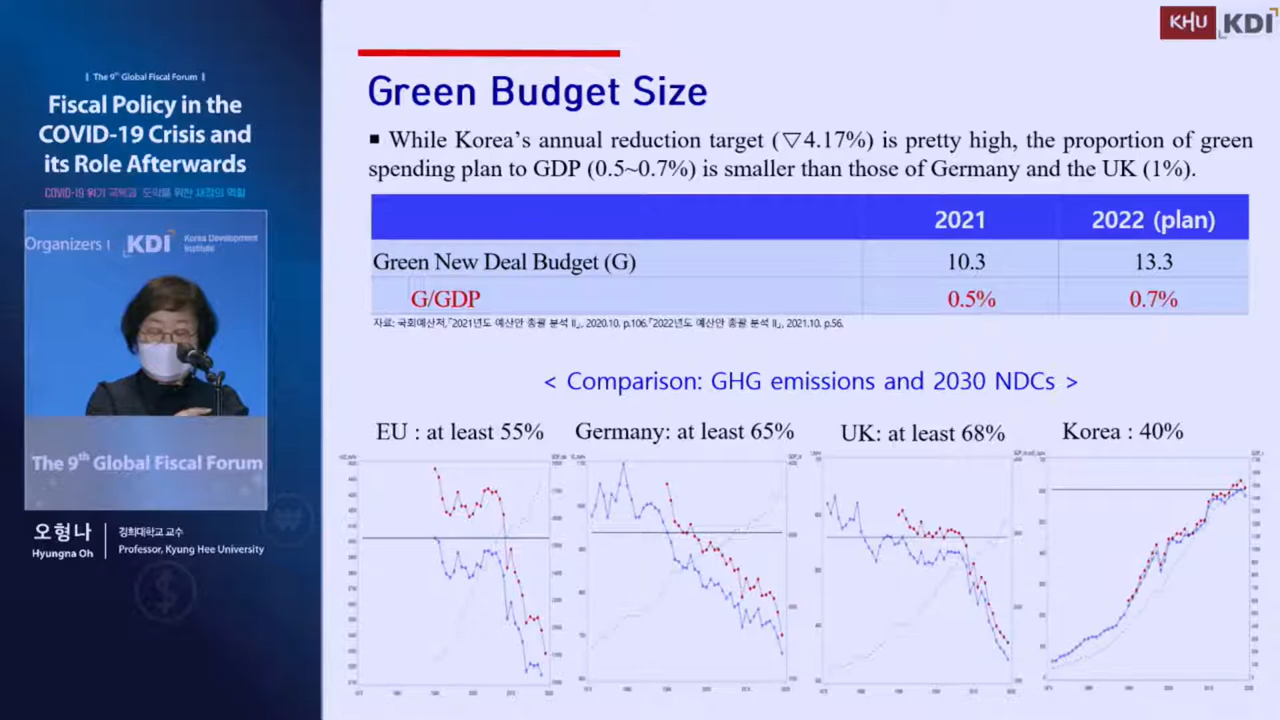 | The 9th Global Fiscal Forum |
Fiscal Policy in the
COVID-19 Crisis and
its Role Afterwards
COVID-19 위기 극복과 도약을 위한 재정의 역할
Organizers |
KDI
Korea Development
Institute
The 9th Global Fiscal Forum
오형나
Hyungna Oh
경희대학교 교수
Professor, Kyung Hee University
KHU
KDI
Green Budget Size
■ While Korea's annual reduction target (▽4.17%) is pretty high, the proportion of green
spending plan to GDP (0.5~0.7%) is smaller than those of Germany and the UK (1%).
2021 2022 (plan)
Green New Deal Budget (G) 10.3 13.3
G/GDP 0.5% 0.7%
자료: 국회예산처,「2021년도 예산안 총괄 분석 II」, 2020.10. p.106.「2022년도 예산안 총괄 분석 II」, 2021.10. p.56.
< Comparison: GHG emissions and 2030 NDCs >
EU : at least 55%
Germany: at least 65%
UK: at least 68%
Korea : 40%